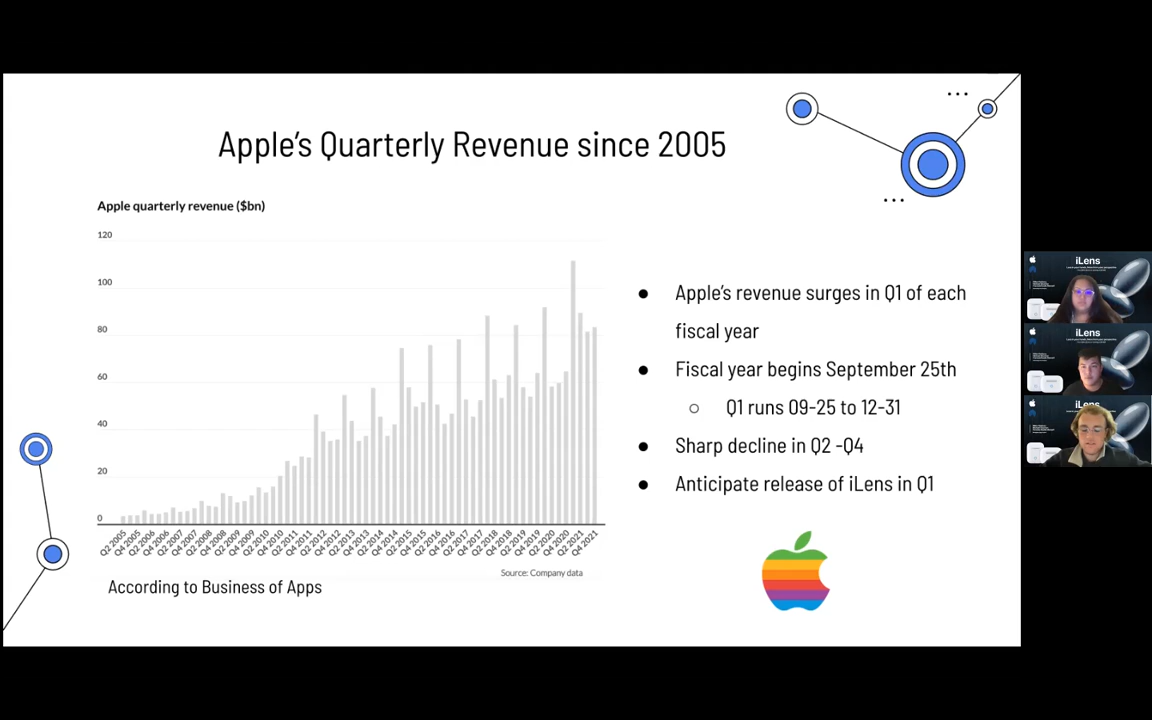 Apple's Quarterly Revenue since 2005
Apple quarterly revenue ($bn)
120
100
80
60
40
20
0
Q2 2005
Q4 2005
Q2 2006
Q4 2006
Q2 2007
Q4 2007
Q2 2008
Q4 2008
Q2 2009
Q4 2009
Q2 2010
Q4 2010
Q2 2011
Q4 2011
Q2 2012
Q4 2012
Q2 2013
Q4 2013
Q2 2014
Q4 2014
Q2 2015
Q4 2015
Q2 2016
Q4 2016
Q2 2017
Q4 2017
Q2 2018
Q4 2018
Q2 2019
Q4 2019
Q2 2020
Q4 2020
Q2 2021
Q4 2021
Source: Company data
According to Business of Apps
● Apple's revenue surges in Q1 of each
fiscal year
● Fiscal year begins September 25th
○ Q1 runs 09-25 to 12-31
● Sharp decline in Q2 -Q4
● Anticipate release of iLens in Q1
iLens
iLens
iLens